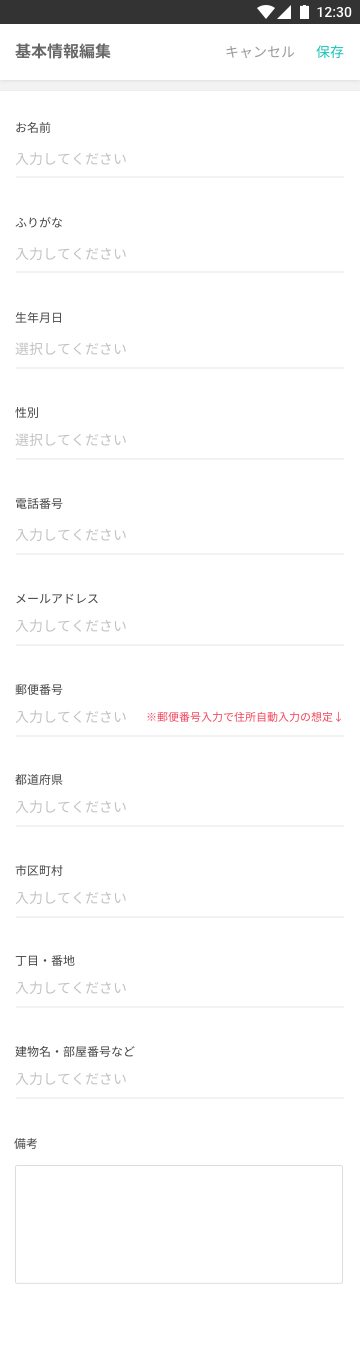 12:30
基本情報編集 キャンセル 保存
お名前
入力してください
ふりがな
入力してください
生年月日
選択してください
性別
選択してください
電話番号
入力してください
メールアドレス
入力してください
郵便番号
入力してください ※郵便番号入力で住所自動入力の想定↓
都道府県
入力してください
市区町村
入力してください
丁目・番地
入力してください
建物名・部屋番号など
入力してください
備考